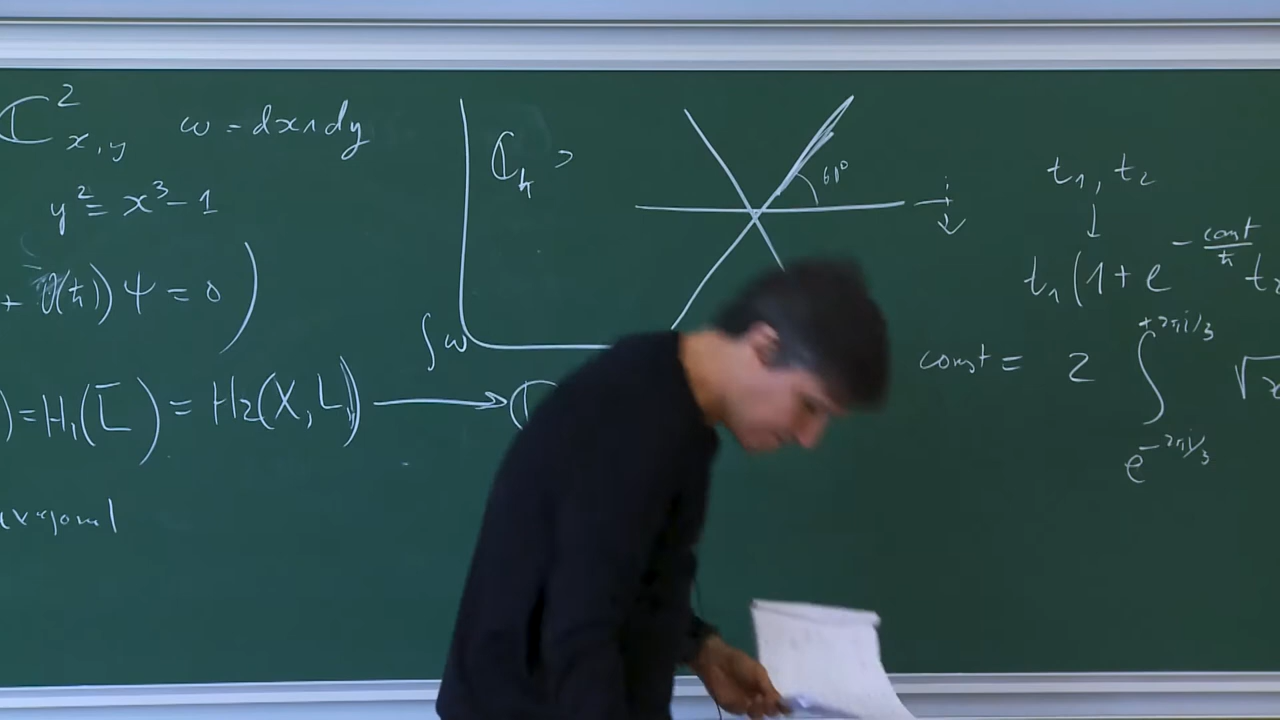 ℂ²_{x,y} ω = dx∧dy
y² = x³ − 1
+ O(ħ)) ψ = 0 )
) = H₁(L̄) = H₂(X, L) ⟶ ℂ
∫ω
ℂ_ħ ⊃
60°
t₁, t₂
↓
t₁(1 + e^{−const/ħ} t₂
const = 2 ∫_{e^{−2πi/3}}^{+2πi/3} √x